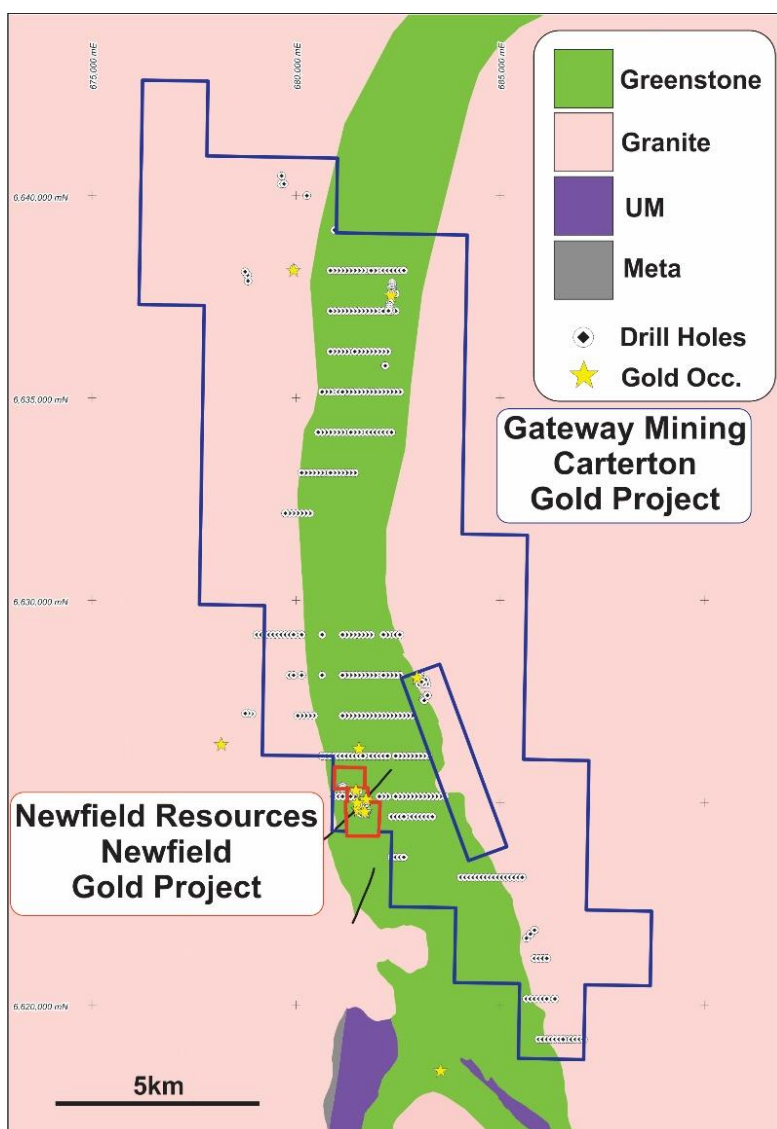 675,000 mE
680,000 mE
685,000 mE
Greenstone
Granite
UM
Meta
Drill Holes
Gold Occ.
6,640,000 mN
6,635,000 mN
Gateway Mining
Carterton
Gold Project
6,630,000 mN
Newfield Resources
Newfield
Gold Project
6,620,000 mN
5km